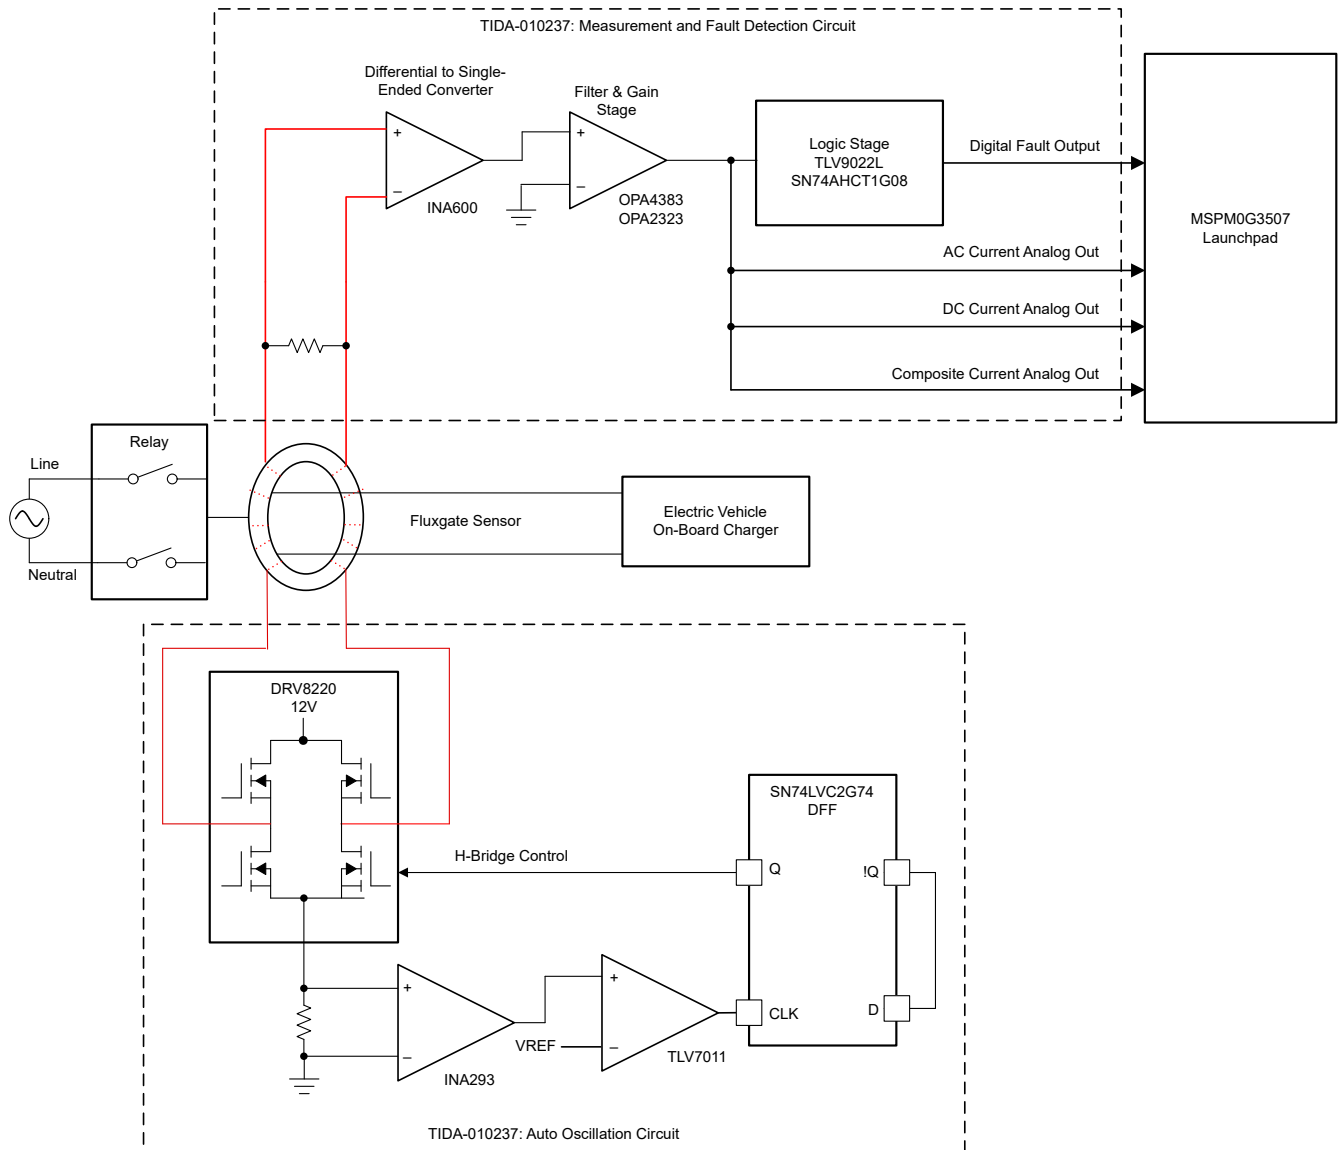 TIDA-010237: Measurement and Fault Detection Circuit
Differential to Single-
Ended Converter
+
−
INA600
Filter & Gain
Stage
+
−
OPA4383
OPA2323
Logic Stage
TLV9022L
SN74AHCT1G08
Digital Fault Output
AC Current Analog Out
DC Current Analog Out
Composite Current Analog Out
MSPM0G3507
Launchpad
Relay
Line
Neutral
Fluxgate Sensor
Electric Vehicle
On-Board Charger
DRV8220
12V
H-Bridge Control
SN74LVC2G74
DFF
Q
!Q
CLK
D
+
−
INA293
VREF
+
−
TLV7011
TIDA-010237: Auto Oscillation Circuit